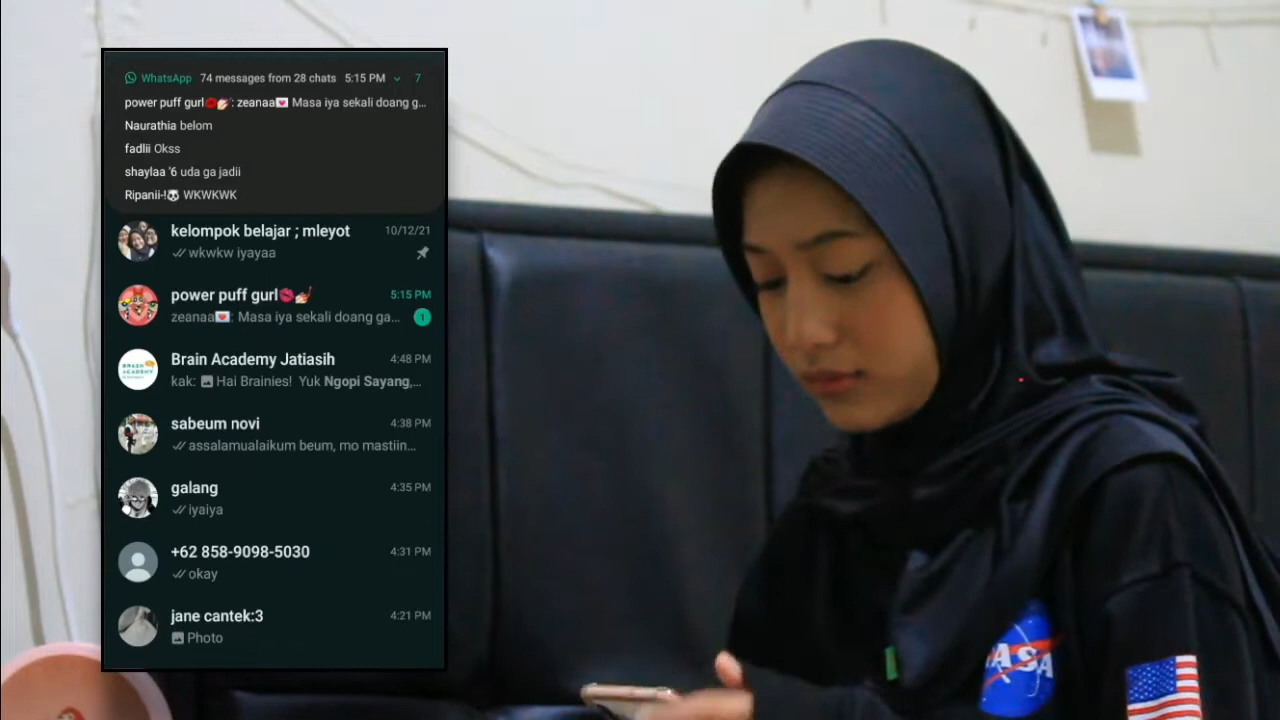 WhatsApp 74 messages from 28 chats 5:15 PM 7
power puff gurl💋💅🏻: zeanaa💌 Masa iya sekali doang g...
Naurathia belom
fadlii Okss
shaylaa '6 uda ga jadii
Ripanii-!🐼 WKWKWK
kelompok belajar ; mleyot 10/12/21
wkwkw iyayaa
power puff gurl💋💅🏻 5:15 PM
zeanaa💌: Masa iya sekali doang ga... 1
Brain Academy Jatiasih 4:48 PM
kak: Hai Brainies! Yuk Ngopi Sayang,...
sabeum novi 4:38 PM
assalamualaikum beum, mo mastiin...
galang 4:35 PM
iyaiya
+62 858-9098-5030 4:31 PM
okay
jane cantek:3 4:21 PM
Photo
BRAIN
ACADEMY
NASA